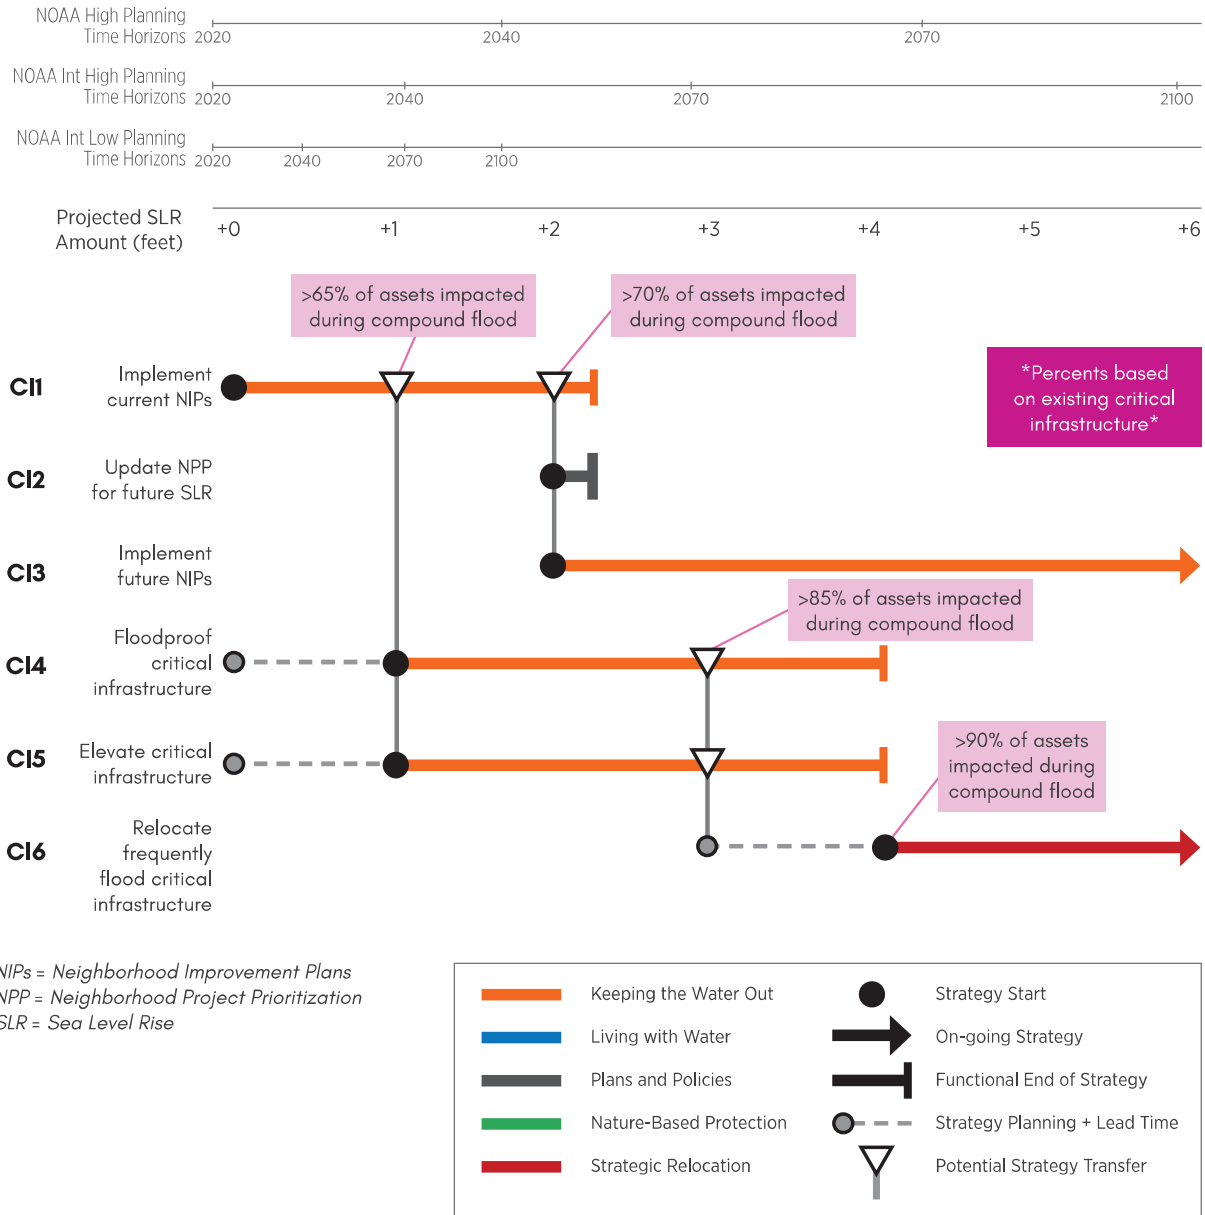 NOAA High Planning
Time Horizons
2020
2040
2070
NOAA Int High Planning
Time Horizons
2020
2040
2070
2100
NOAA Int Low Planning
Time Horizons
2020
2040
2070
2100
Projected SLR
Amount (feet)
+0
+1
+2
+3
+4
+5
+6
>65% of assets impacted
during compound flood
>70% of assets impacted
during compound flood
*Percents based
on existing critical
infrastructure*
CI1
Implement
current NIPs
CI2
Update NPP
for future SLR
CI3
Implement
future NIPs
>85% of assets impacted
during compound flood
CI4
Floodproof
critical
infrastructure
CI5
Elevate critical
infrastructure
>90% of assets
impacted during
compound flood
CI6
Relocate
frequently
flood critical
infrastructure
NIPs = Neighborhood Improvement Plans
NPP = Neighborhood Project Prioritization
SLR = Sea Level Rise
Keeping the Water Out
Living with Water
Plans and Policies
Nature-Based Protection
Strategic Relocation
Strategy Start
On-going Strategy
Functional End of Strategy
Strategy Planning + Lead Time
Potential Strategy Transfer